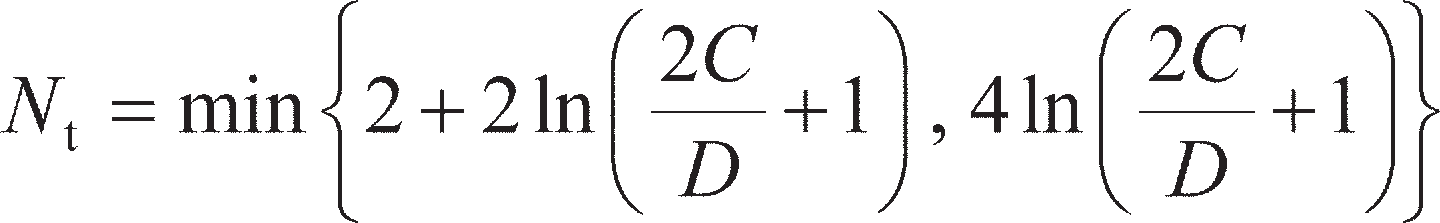 N_t = min{2 + 2 ln(2C/D + 1), 4 ln(2C/D + 1)}